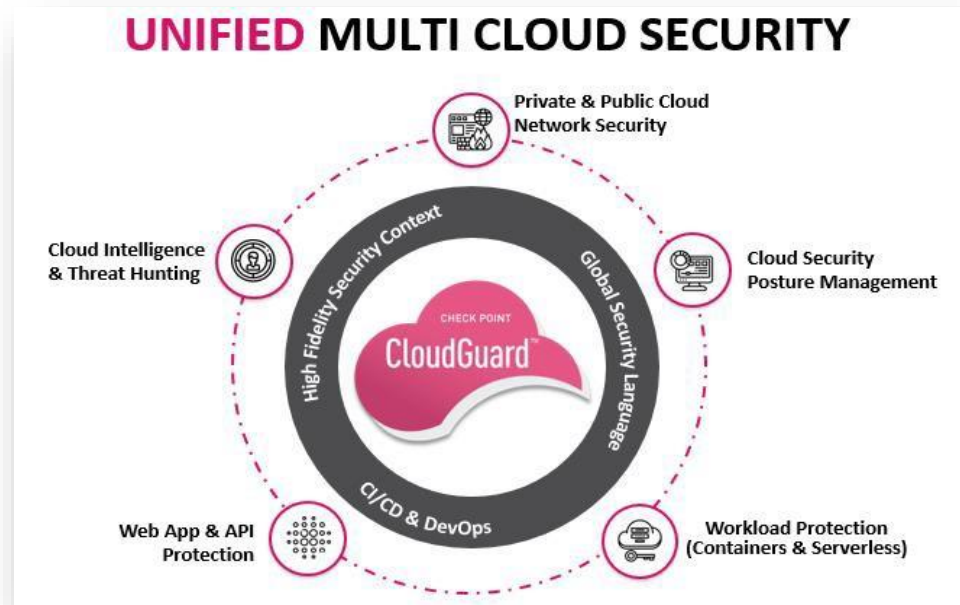 UNIFIED MULTI CLOUD SECURITY
Private & Public Cloud
Network Security
Cloud Intelligence
& Threat Hunting
Cloud Security
Posture Management
High Fidelity Security Context
Global Security Language
CHECK POINT
CloudGuard™
CI/CD & DevOps
Web App & API
Protection
Workload Protection
(Containers & Serverless)